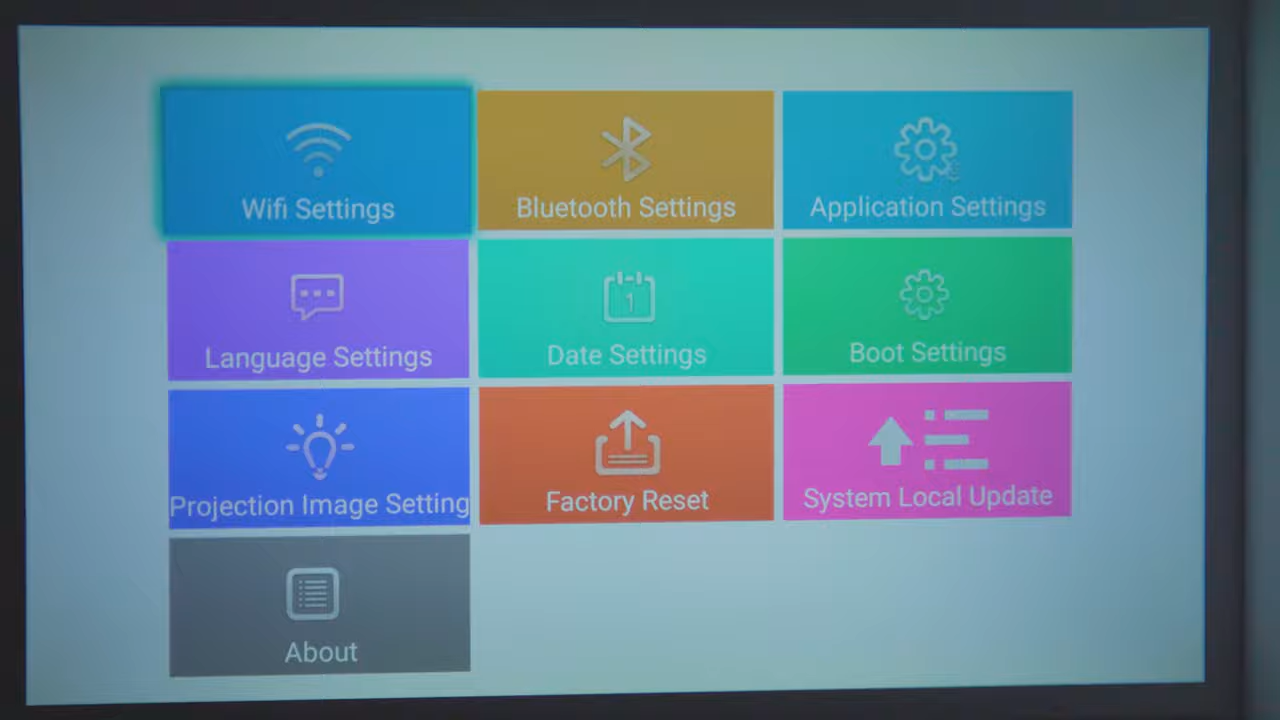 Wifi Settings
Bluetooth Settings
Application Settings
Language Settings
1
Date Settings
Boot Settings
Projection Image Setting
Factory Reset
System Local Update
About